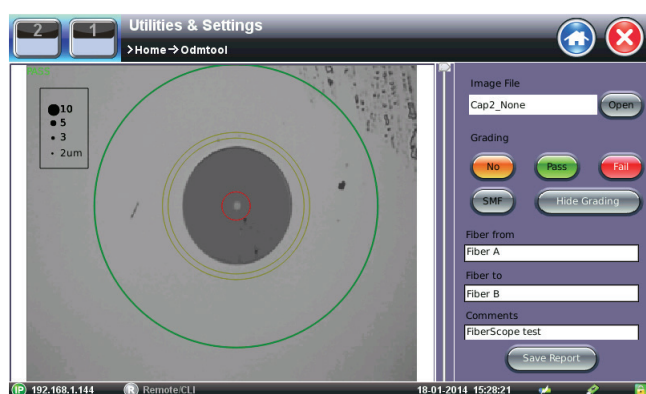 2 1 Utilities & Settings
>Home→Odmtool
10
5
3
2um
Image File
Cap2_None Open
Grading
No Pass Fail
SMF Hide Grading
Fiber from
Fiber A
Fiber to
Fiber B
Comments
FiberScope test
Save Report
IP 192.168.1.144 R Remote/CLI 18-01-2014 15:28:21